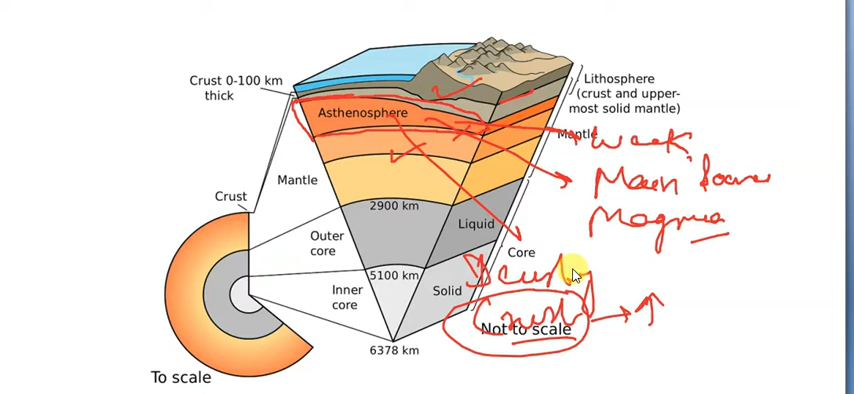 Crust 0-100 km
thick
Lithosphere
(crust and upper-
most solid mantle)
Asthenosphere
Mantle
Weak
Main
Magma
Mantle
Crust
2900 km
Outer
core
Liquid
Core
5100 km
Inner
core
Solid
Crust
Not to scale
6378 km
To scale